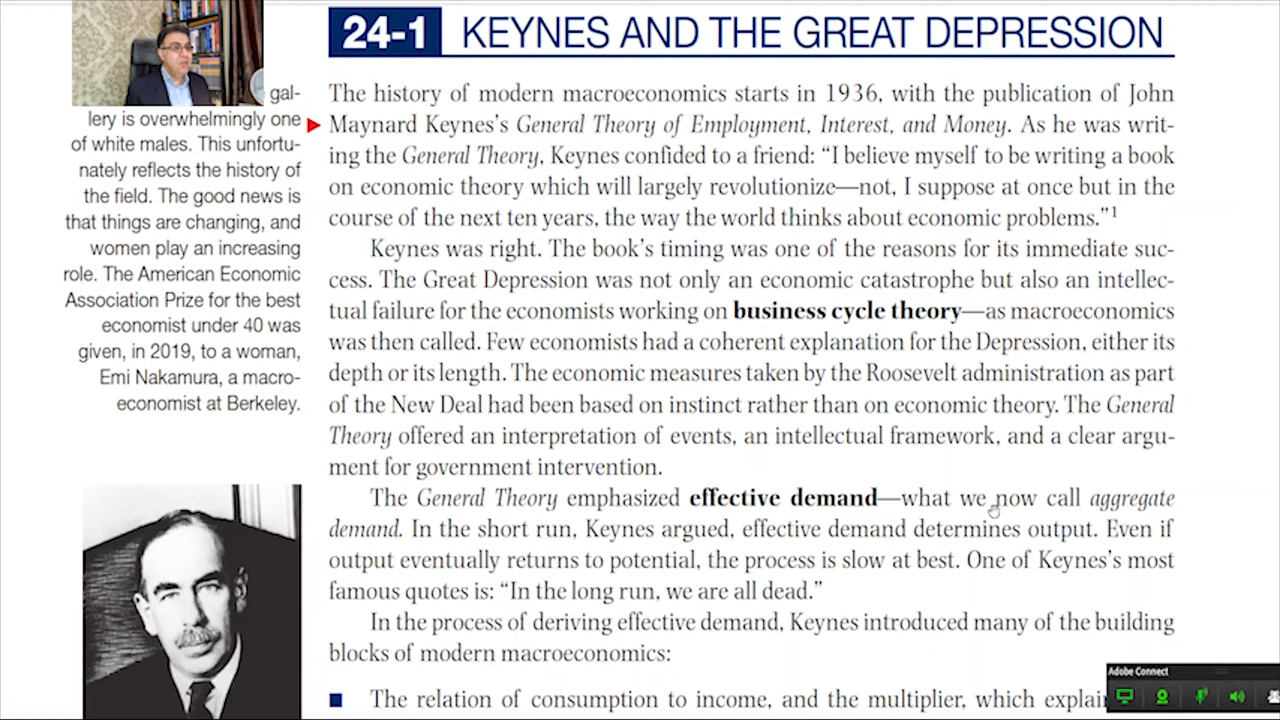 24-1 KEYNES AND THE GREAT DEPRESSION
gal-
lery is overwhelmingly one
of white males. This unfortu-
nately reflects the history of
the field. The good news is
that things are changing, and
women play an increasing
role. The American Economic
Association Prize for the best
economist under 40 was
given, in 2019, to a woman,
Emi Nakamura, a macro-
economist at Berkeley.
The history of modern macroeconomics starts in 1936, with the publication of John
Maynard Keynes’s General Theory of Employment, Interest, and Money. As he was writ-
ing the General Theory, Keynes confided to a friend: “I believe myself to be writing a book
on economic theory which will largely revolutionize—not, I suppose at once but in the
course of the next ten years, the way the world thinks about economic problems.”1
Keynes was right. The book’s timing was one of the reasons for its immediate suc-
cess. The Great Depression was not only an economic catastrophe but also an intellec-
tual failure for the economists working on business cycle theory—as macroeconomics
was then called. Few economists had a coherent explanation for the Depression, either its
depth or its length. The economic measures taken by the Roosevelt administration as part
of the New Deal had been based on instinct rather than on economic theory. The General
Theory offered an interpretation of events, an intellectual framework, and a clear argu-
ment for government intervention.
The General Theory emphasized effective demand—what we now call aggregate
demand. In the short run, Keynes argued, effective demand determines output. Even if
output eventually returns to potential, the process is slow at best. One of Keynes’s most
famous quotes is: “In the long run, we are all dead.”
In the process of deriving effective demand, Keynes introduced many of the building
blocks of modern macroeconomics:
■ The relation of consumption to income, and the multiplier, which explai
Adobe Connect